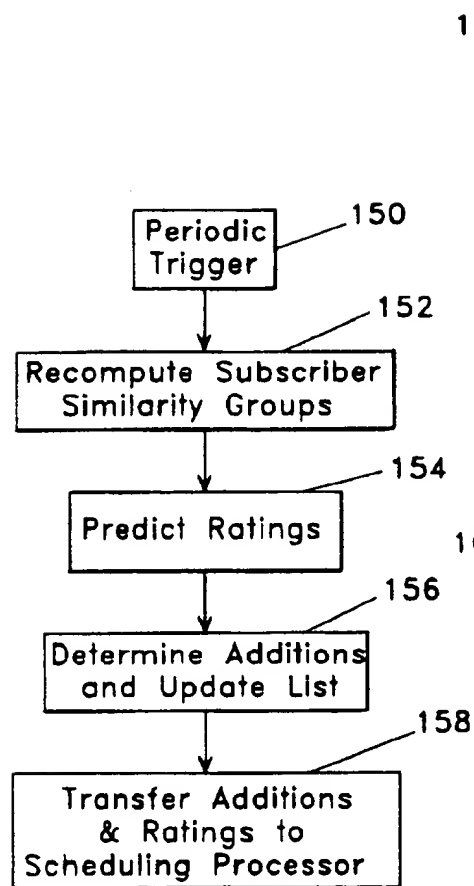 1
150
Periodic
Trigger
152
Recompute Subscriber
Similarity Groups
154
Predict Ratings
156
Determine Additions
and Update List
158
Transfer Additions
& Ratings to
Scheduling Processor